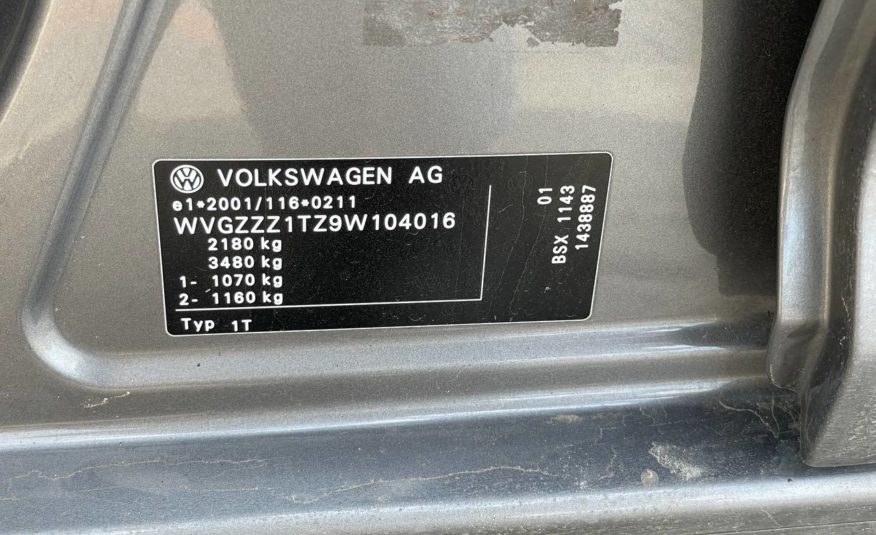 VOLKSWAGEN AG
e1*2001/116*0211
WVGZZZ1TZ9W104016
2180 kg
3480 kg
1- 1070 kg
2- 1160 kg
Typ 1T
01
BSX 1143
1438887